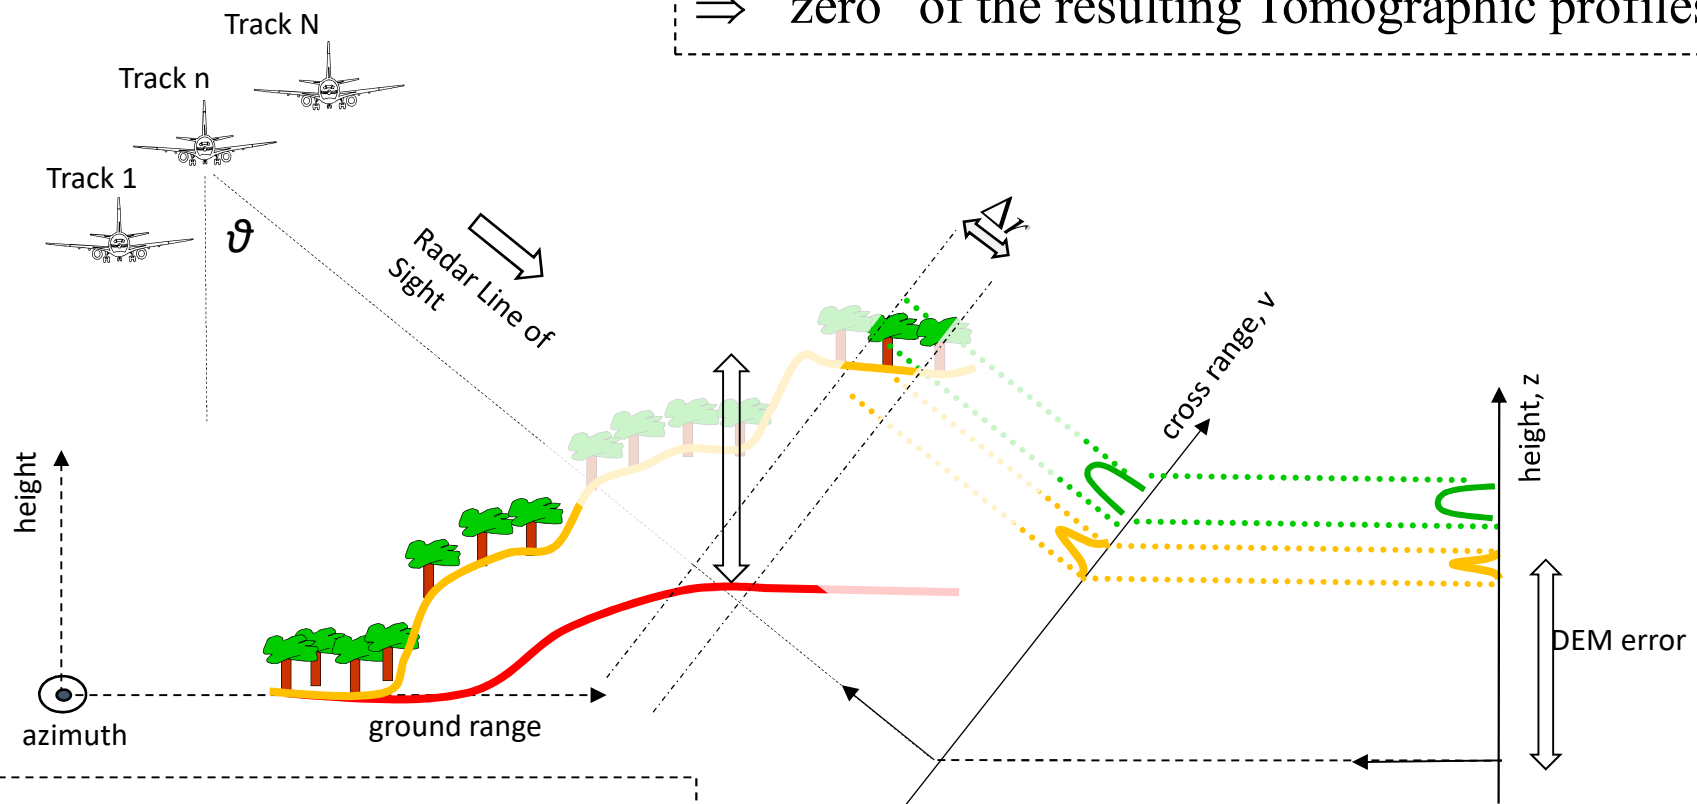 ⇒ "zero" of the resulting Tomographic profiles
Track N
Track n
Track 1
ϑ
Radar Line of
Sight
Δr
cross range, v
height, z
height
DEM error
ground range
azimuth